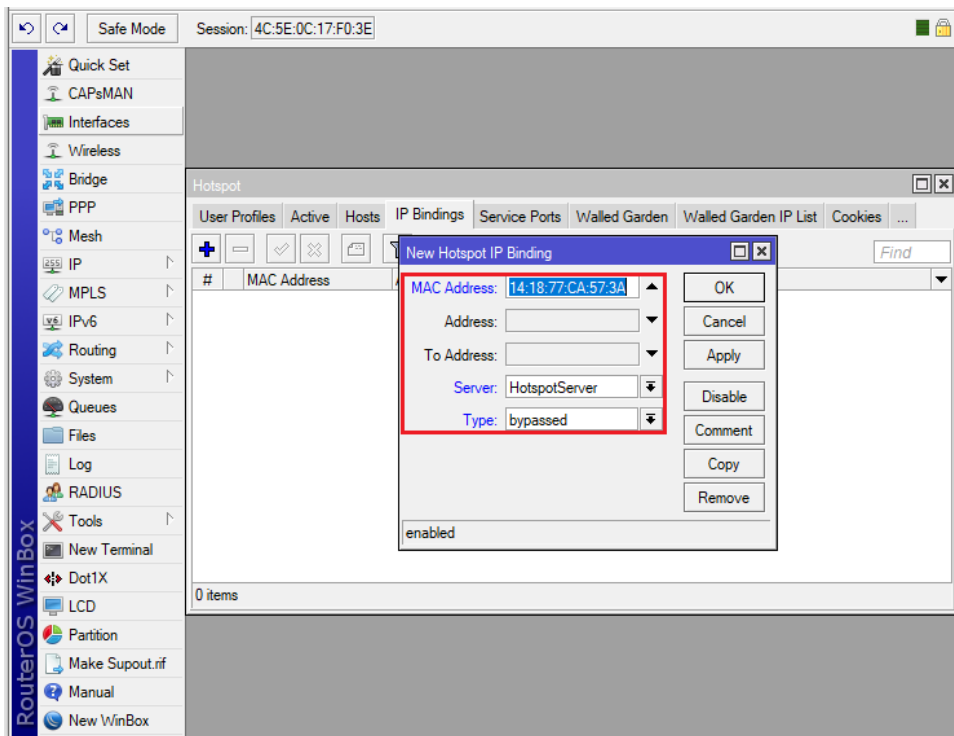 Safe Mode Session: 4C:5E:0C:17:F0:3E
Quick Set
CAPsMAN
Interfaces
Wireless
Bridge
PPP
Mesh
IP
MPLS
IPv6
Routing
System
Queues
Files
Log
RADIUS
Tools
New Terminal
Dot1X
LCD
Partition
Make Supout.rif
Manual
New WinBox
RouterOS WinBox
Hotspot
User Profiles Active Hosts IP Bindings Service Ports Walled Garden Walled Garden IP List Cookies ...
Find
# MAC Address
New Hotspot IP Binding
MAC Address: 14:18:77:CA:57:3A
Address:
To Address:
Server: HotspotServer
Type: bypassed
OK
Cancel
Apply
Disable
Comment
Copy
Remove
enabled
0 items